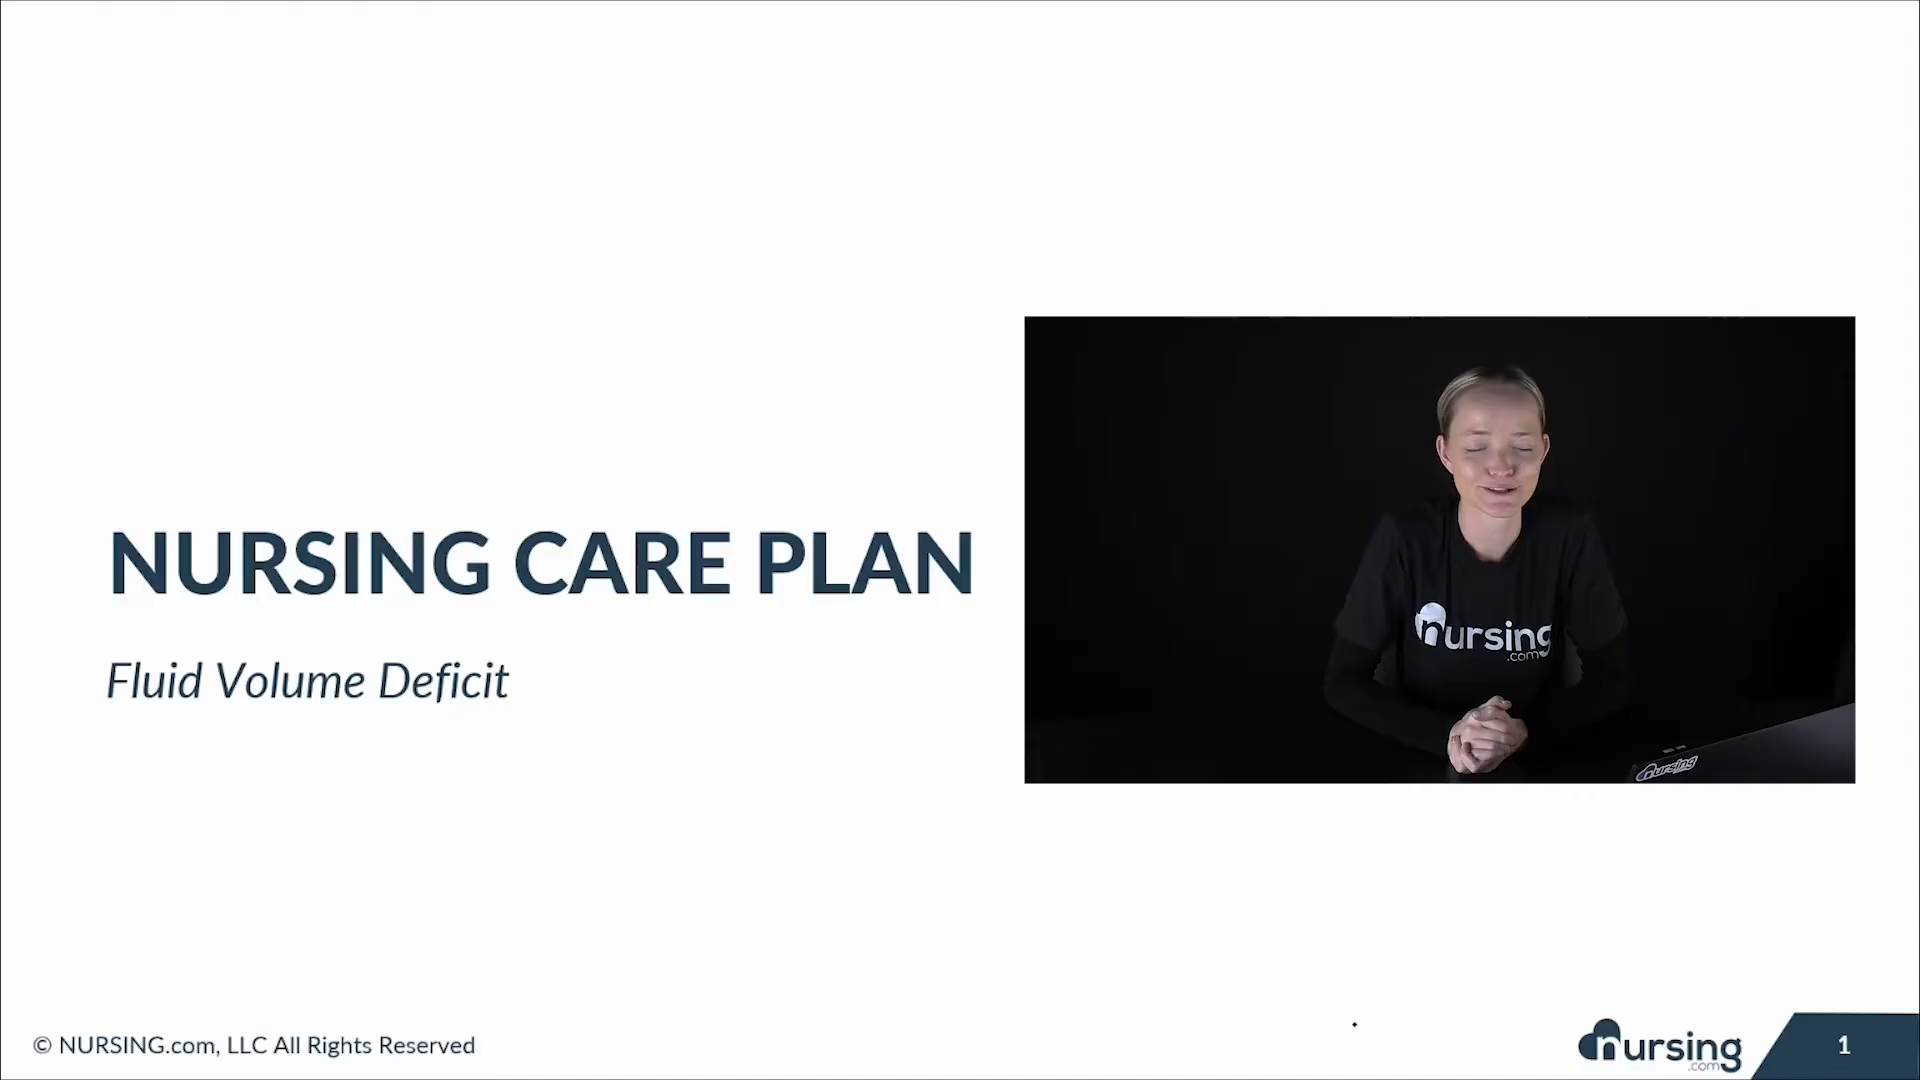 NURSING CARE PLAN
Fluid Volume Deficit
nursing
.com
nursing
© NURSING.com, LLC All Rights Reserved
nursing
.com
1